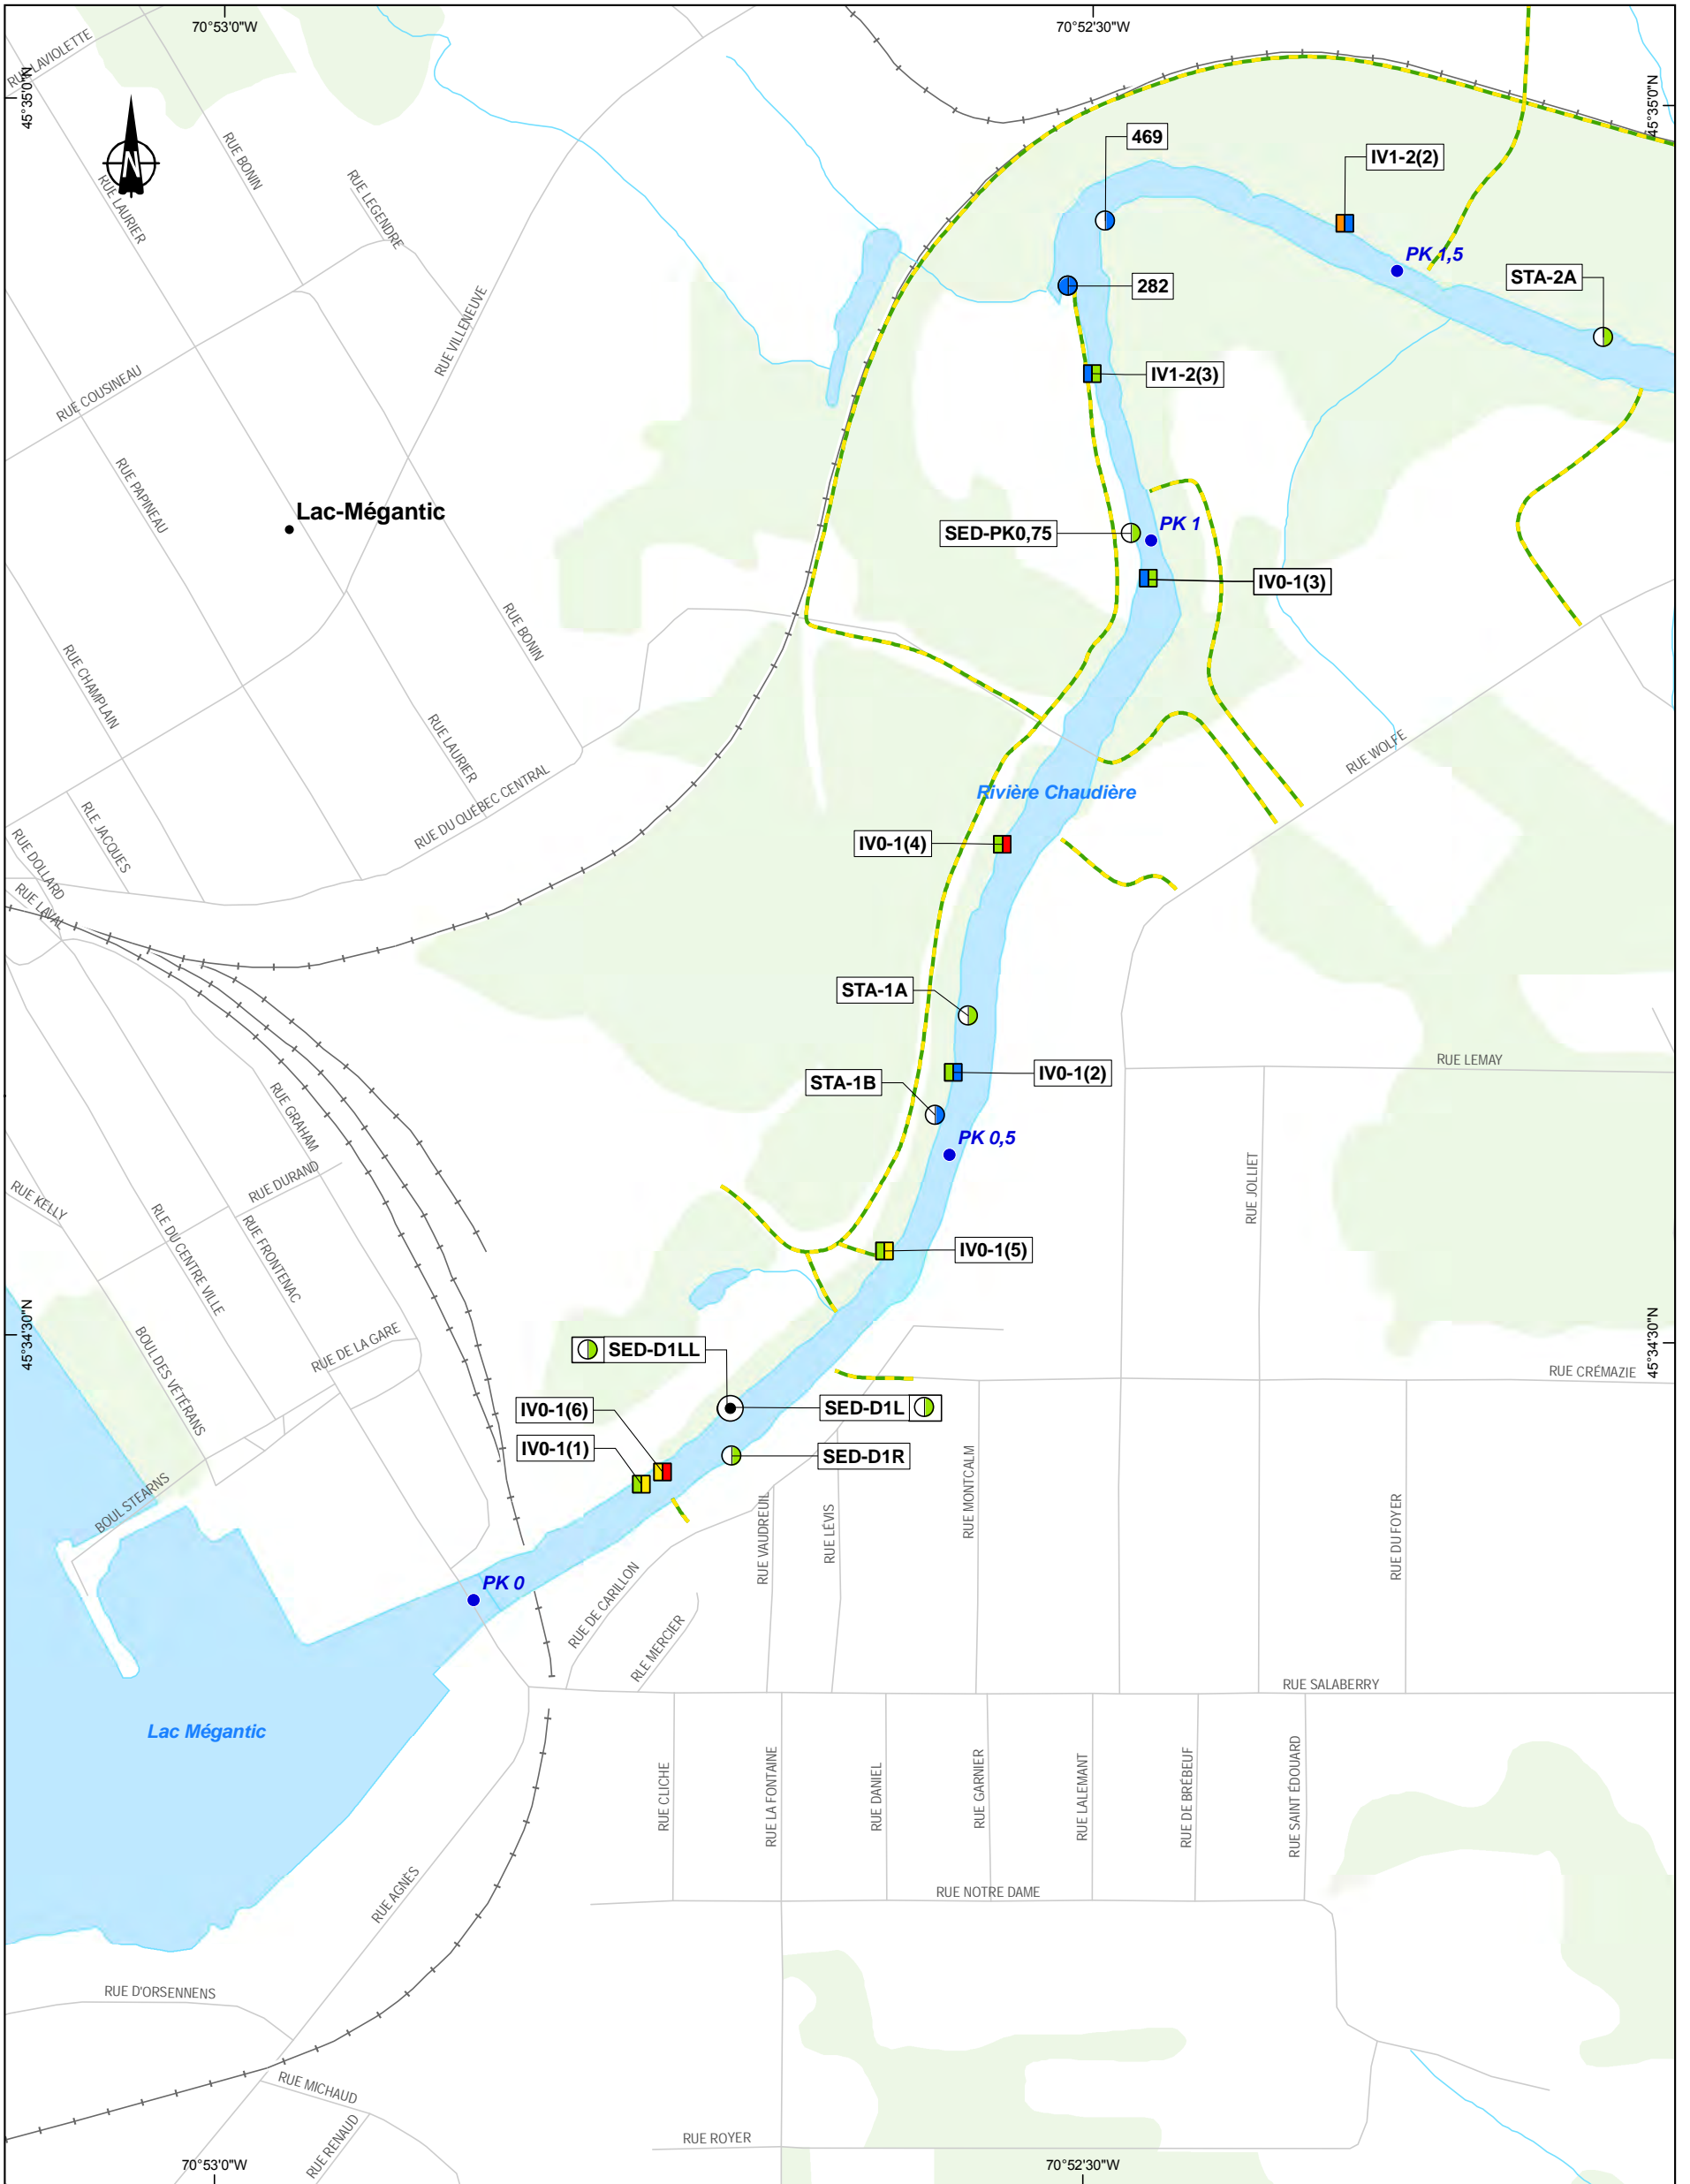 70°53'0"W
70°52'30"W
RUE LAVIOLETTE
45°35'0"N
45°35'0"N
N
469
IV1-2(2)
RUE BONIN
RUE LAURIER
RUE LEGENDRE
PK 1,5
STA-2A
282
RUE VILLENEUVE
IV1-2(3)
RUE COUSINEAU
RUE PAPINEAU
Lac-Mégantic
SED-PK0,75
PK 1
IV0-1(3)
RUE BONIN
RUE CHAMPLAIN
RUE LAURIER
RUE WOLFE
RUE DU QUÉBEC CENTRAL
Rivière Chaudière
RLE JACQUES
IV0-1(4)
RUE DOLLARD
RUE LAVAL
STA-1A
RUE LEMAY
IV0-1(2)
STA-1B
RUE GRAHAM
PK 0,5
RUE DURAND
RUE JOLLIET
RUE KELLY
RLE DU CENTRE VILLE
RUE FRONTENAC
IV0-1(5)
45°34'30"N
45°34'30"N
BOUL DES VÉTÉRANS
RUE DE LA GARE
SED-D1LL
RUE CRÉMAZIE
IV0-1(6)
SED-D1L
IV0-1(1)
SED-D1R
BOUL STEARNS
RUE VAUDREUIL
RUE LÉVIS
RUE MONTCALM
RUE DU FOYER
PK 0
RUE DE CARILLON
RLE MERCIER
RUE SALABERRY
Lac Mégantic
RUE CLICHE
RUE LA FONTAINE
RUE DANIEL
RUE GARNIER
RUE LALEMANT
RUE DE BRÉBEUF
RUE SAINT ÉDOUARD
RUE AGNÈS
RUE NOTRE DAME
RUE D'ORSENNENS
RUE MICHAUD
RUE RENAUD
RUE ROYER
70°53'0"W
70°52'30"W